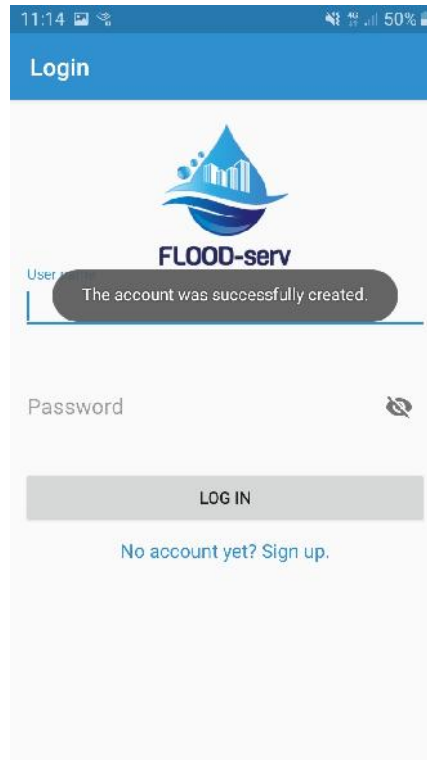 11:14 50%
Login
FLOOD-serv
User
The account was successfully created.
Password
LOG IN
No account yet? Sign up.